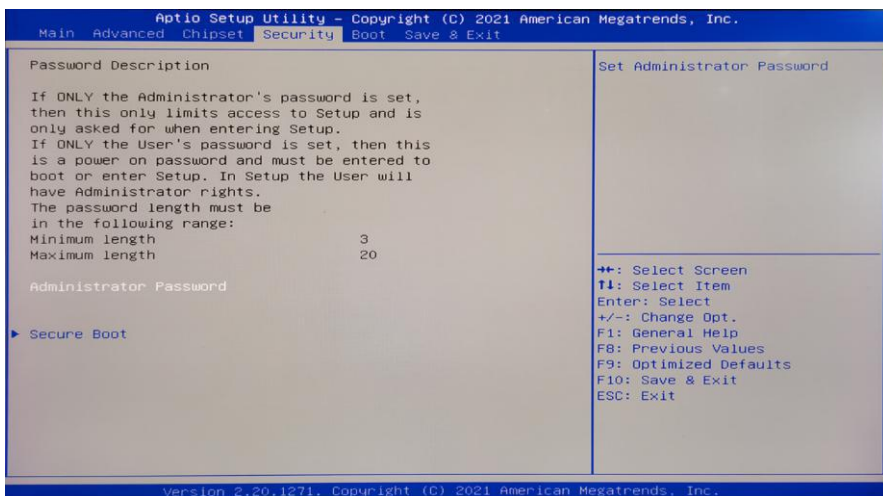 Aptio Setup Utility – Copyright (C) 2021 American Megatrends, Inc.
Main Advanced Chipset Security Boot Save & Exit
Password Description
If ONLY the Administrator's password is set,
then this only limits access to Setup and is
only asked for when entering Setup.
If ONLY the User's password is set, then this
is a power on password and must be entered to
boot or enter Setup. In Setup the User will
have Administrator rights.
The password length must be
in the following range:
Minimum length 3
Maximum length 20
Administrator Password
Secure Boot
Set Administrator Password
→←: Select Screen
↑↓: Select Item
Enter: Select
+/-: Change Opt.
F1: General Help
F8: Previous Values
F9: Optimized Defaults
F10: Save & Exit
ESC: Exit
Version 2.20.1271. Copyright (C) 2021 American Megatrends, Inc.